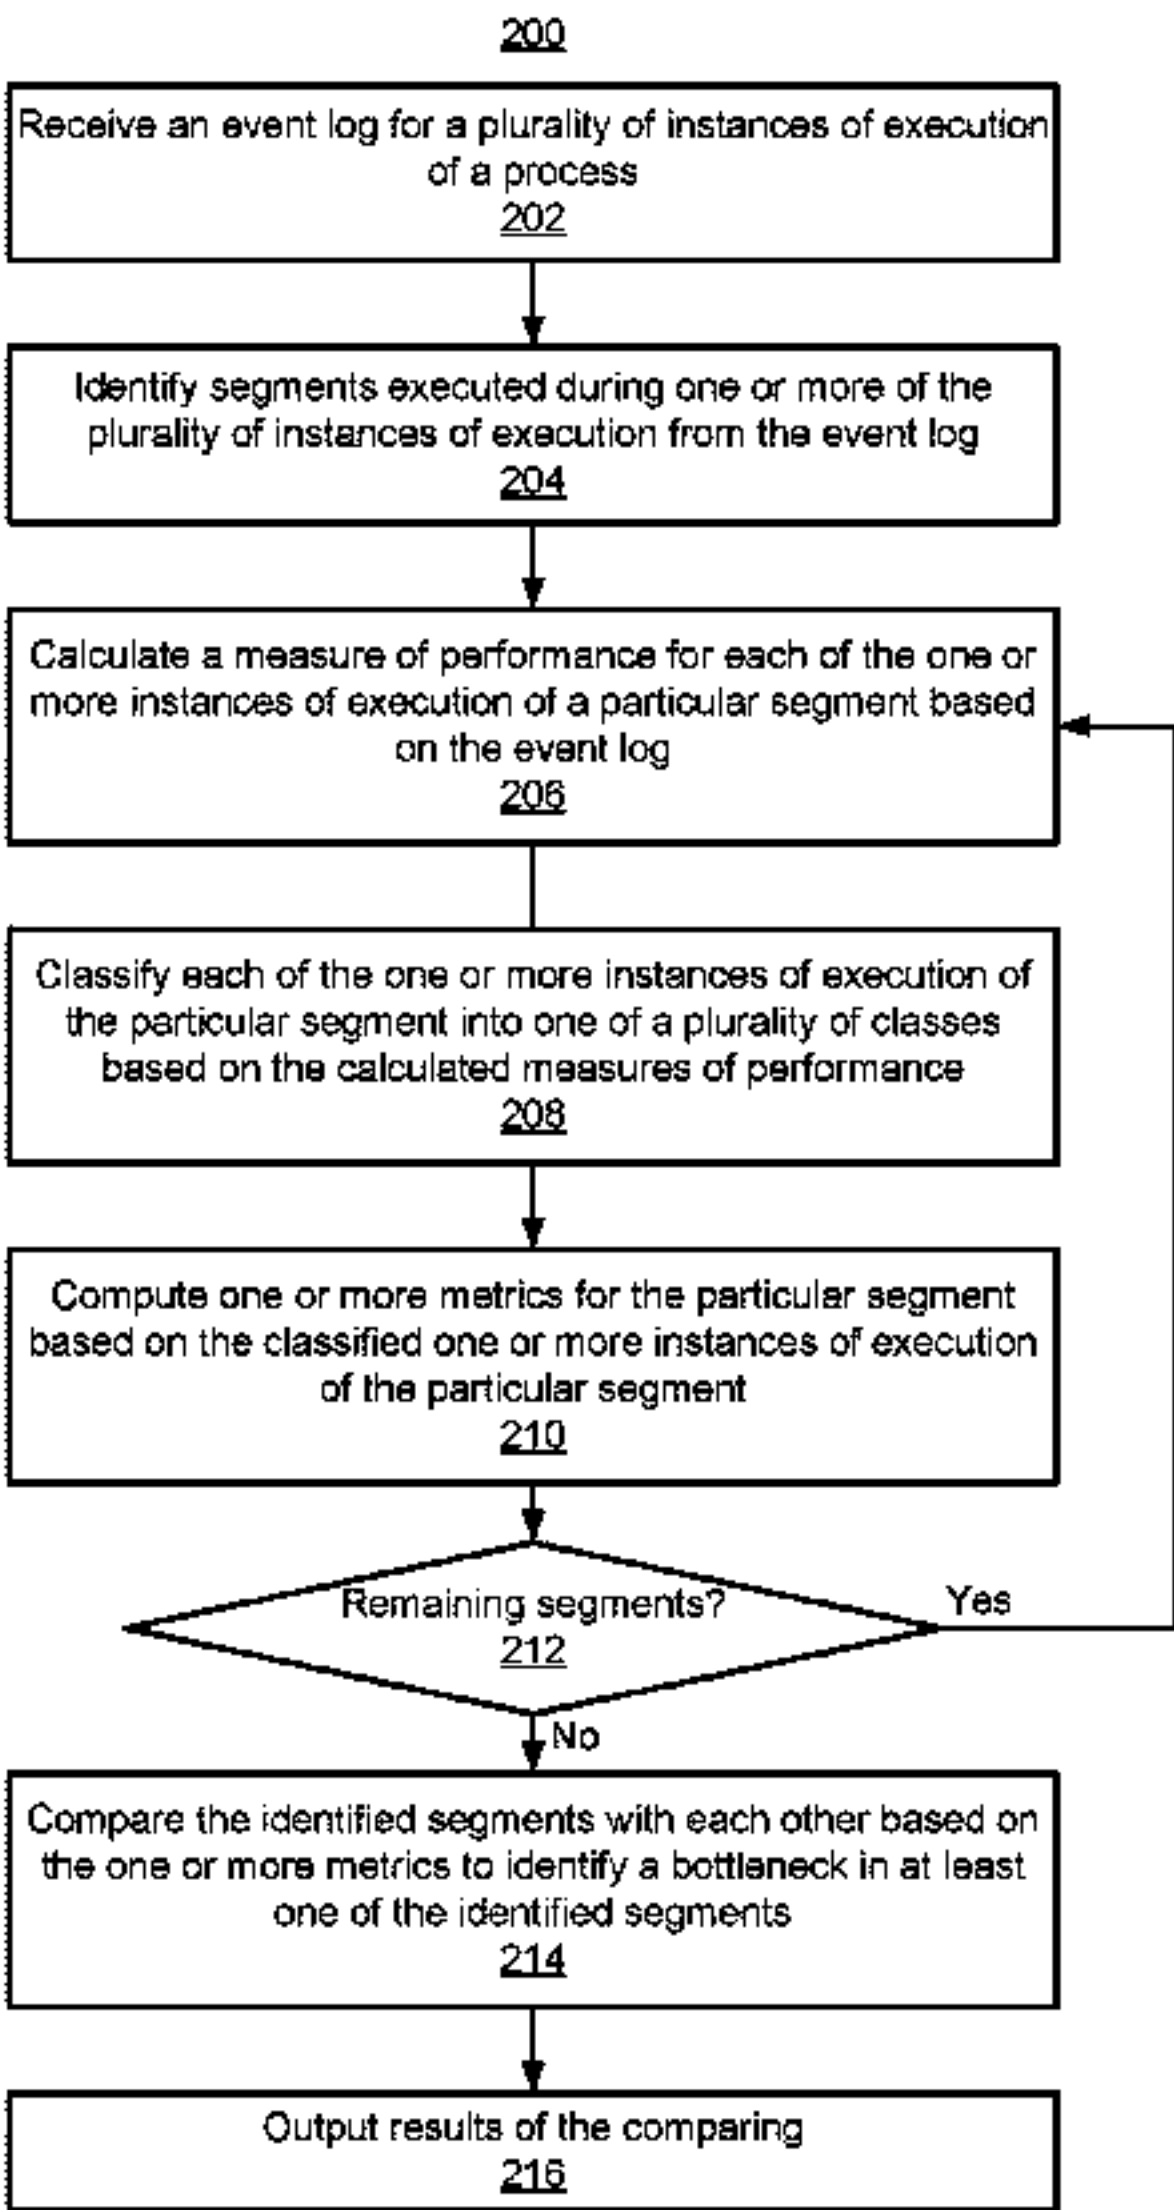 200
Receive an event log for a plurality of instances of execution
of a process
202
Identify segments executed during one or more of the
plurality of instances of execution from the event log
204
Calculate a measure of performance for each of the one or
more instances of execution of a particular segment based
on the event log
206
Classify each of the one or more instances of execution of
the particular segment into one of a plurality of classes
based on the calculated measures of performance
208
Compute one or more metrics for the particular segment
based on the classified one or more instances of execution
of the particular segment
210
Remaining segments?
212
Yes
No
Compare the identified segments with each other based on
the one or more metrics to identify a bottleneck in at least
one of the identified segments
214
Output results of the comparing
216